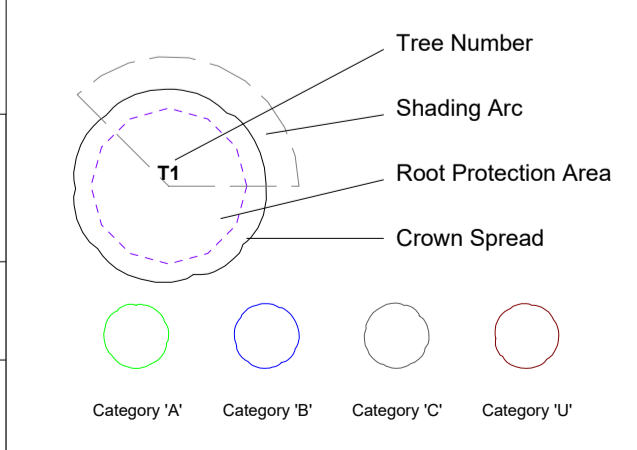 Tree Number
Shading Arc
T1
Root Protection Area
Crown Spread
Category 'A'
Category 'B'
Category 'C'
Category 'U'